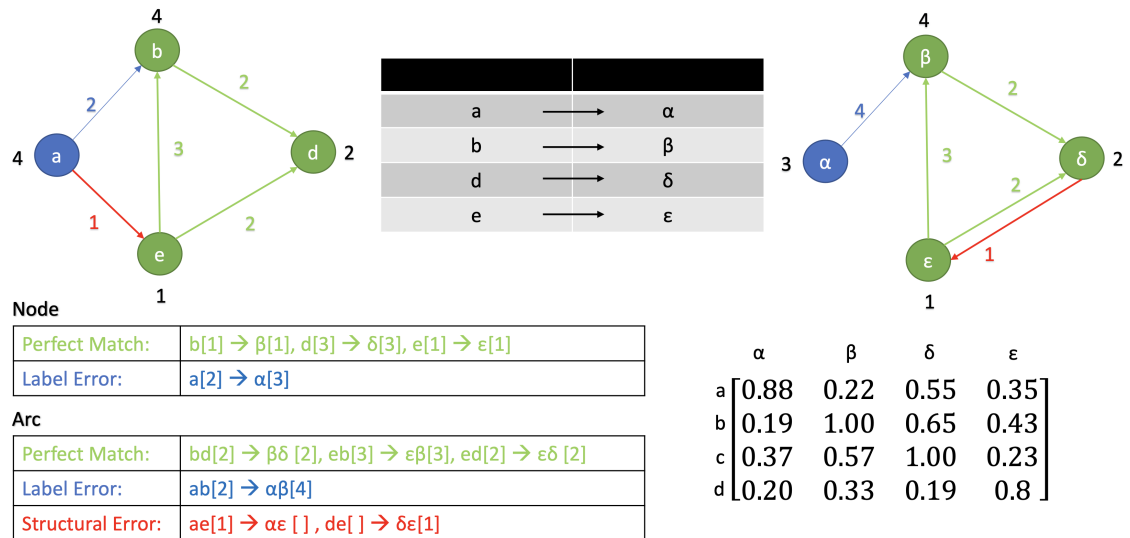 4
b
2
2
4
a
3
d
2
1
2
e
1
a → α
b → β
d → δ
e → ε
4
β
4
2
3
α
3
δ
2
2
1
ε
1
Node
Perfect Match: b[1] → β[1], d[3] → δ[3], e[1] → ε[1]
Label Error: a[2] → α[3]
Arc
Perfect Match: bd[2] → βδ [2], eb[3] → εβ[3], ed[2] → εδ [2]
Label Error: ab[2] → αβ[4]
Structural Error: ae[1] → αε [ ] , de[ ] → δε[1]
α β δ ε
a 0.88 0.22 0.55 0.35
b 0.19 1.00 0.65 0.43
c 0.37 0.57 1.00 0.23
d 0.20 0.33 0.19 0.8